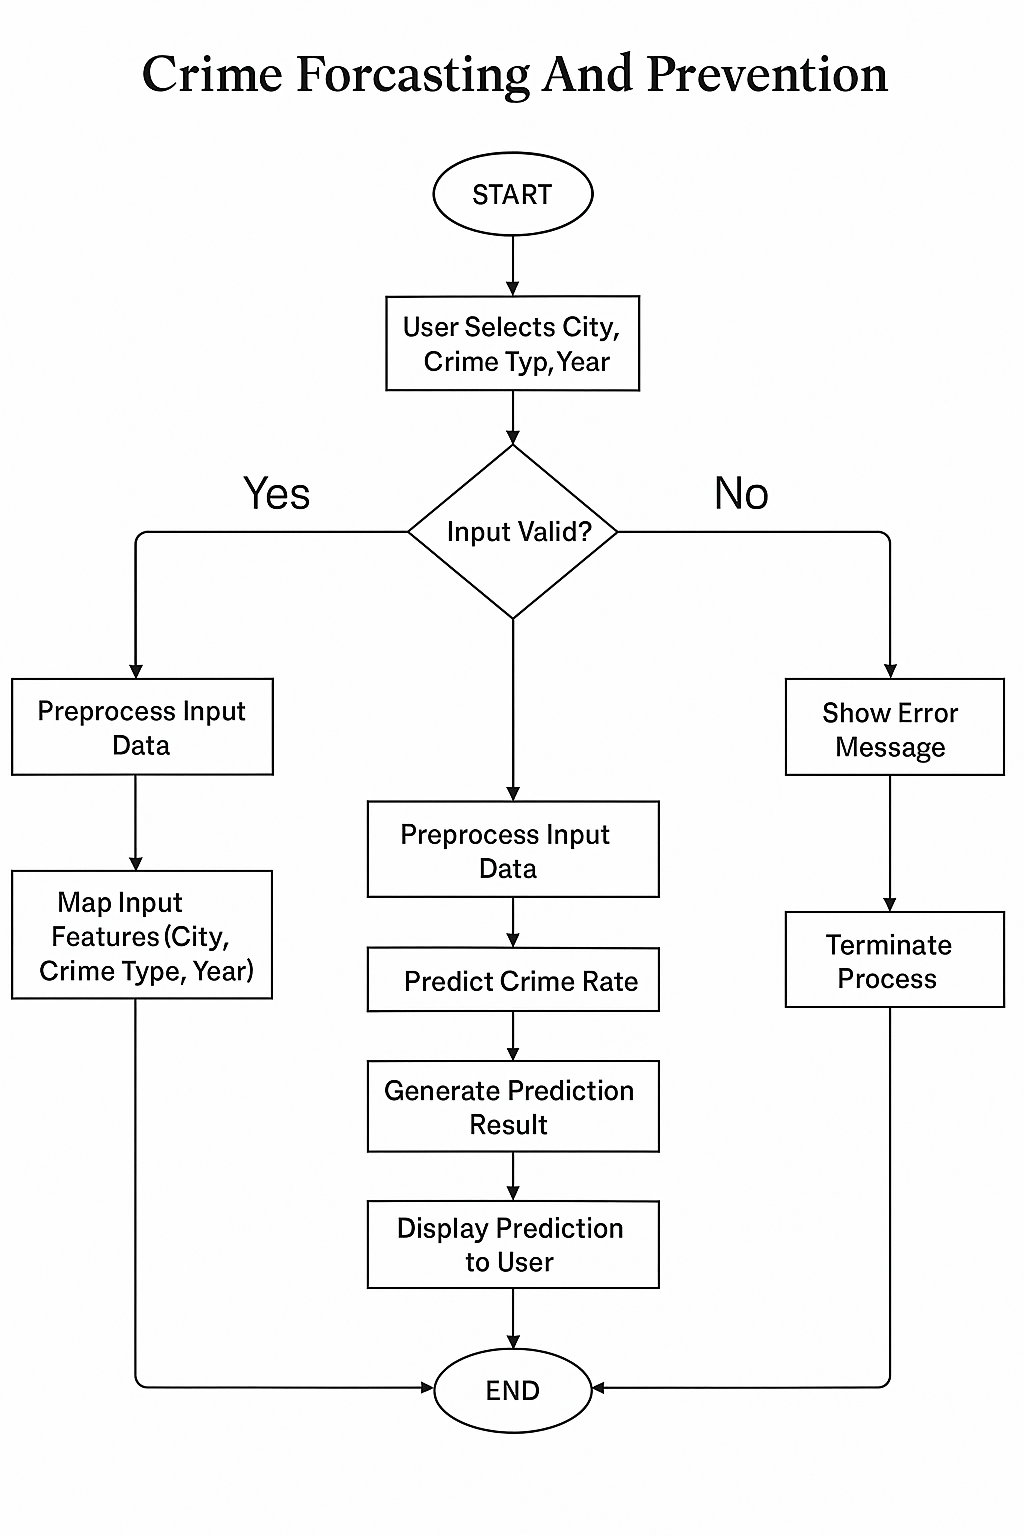 Crime Forcasting And Prevention
START
User Selects City,
Crime Typ, Year
Input Valid?
Yes
No
Preprocess Input
Data
Map Input
Features (City,
Crime Type, Year)
Preprocess Input
Data
Predict Crime Rate
Generate Prediction
Result
Display Prediction
to User
Show Error
Message
Terminate
Process
END